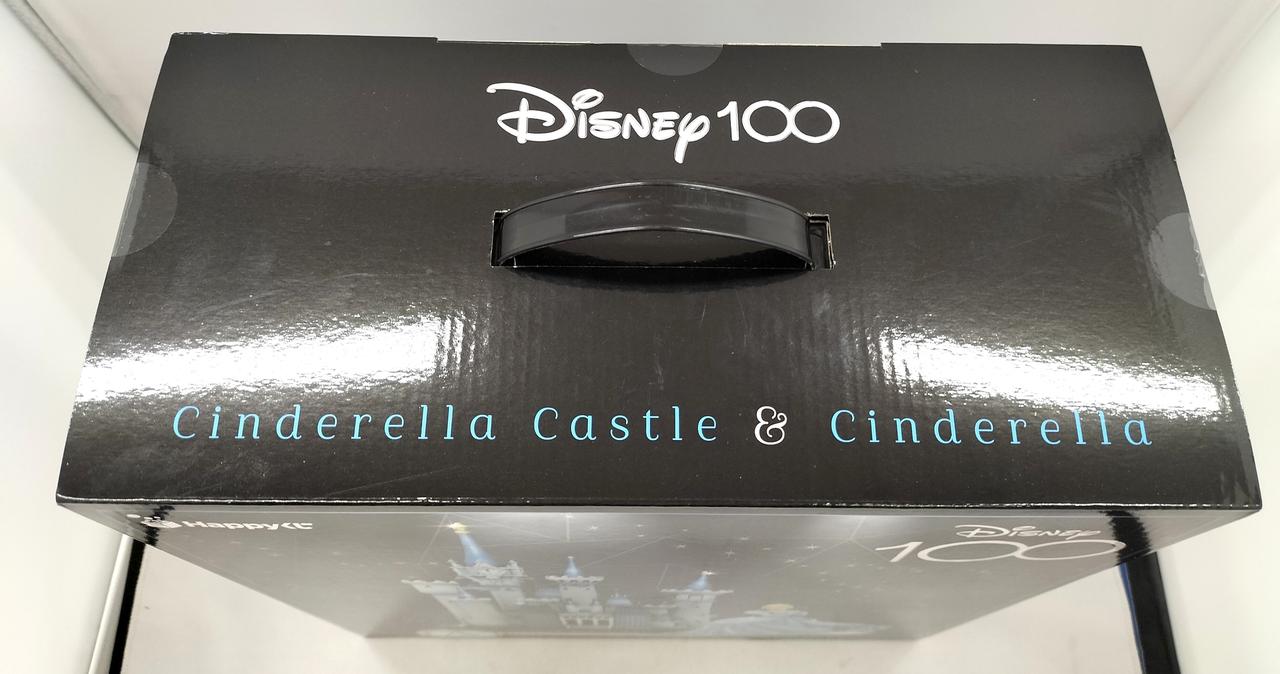 Disney100
Cinderella Castle & Cinderella
Happyくじ
Disney
100